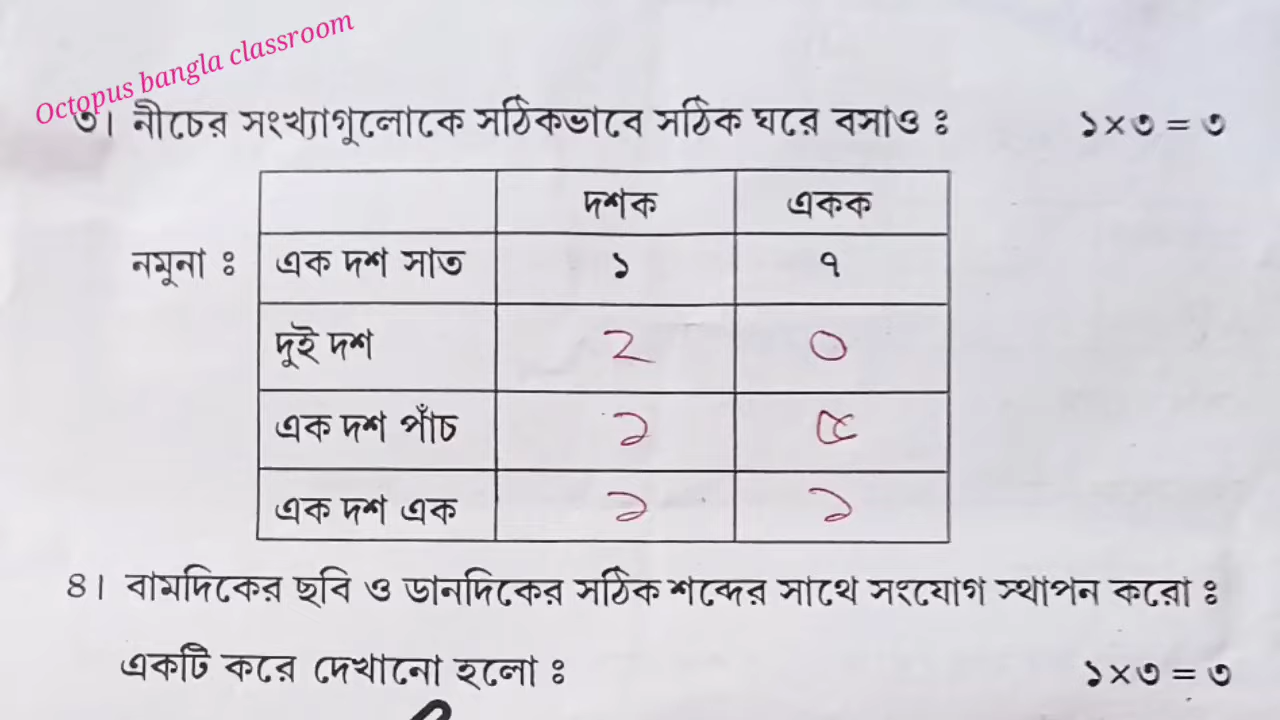 Octopus bangla classroom
৩। নীচের সংখ্যাগুলোকে সঠিকভাবে সঠিক ঘরে বসাও ঃ ১×৩ = ৩
দশক একক
নমুনা ঃ এক দশ সাত ১ ৭
দুই দশ ২ ০
এক দশ পাঁচ ১ ৫
এক দশ এক ১ ১
৪। বামদিকের ছবি ও ডানদিকের সঠিক শব্দের সাথে সংযোগ স্থাপন করো ঃ
একটি করে দেখানো হলো ঃ ১×৩ = ৩